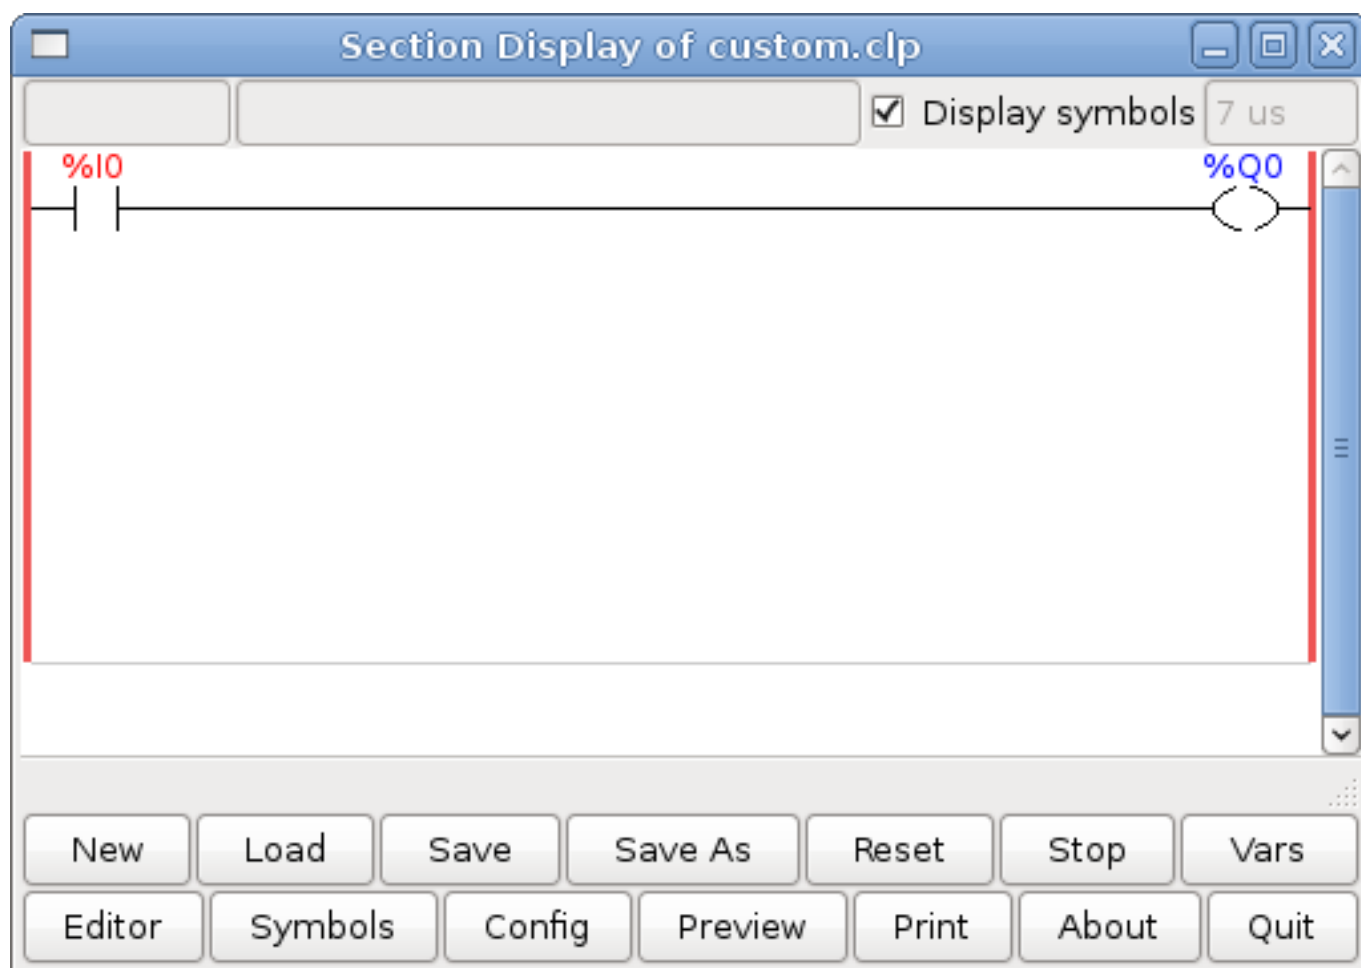 Section Display of custom.clp
Display symbols 7 us
%I0 %Q0
New Load Save Save As Reset Stop Vars
Editor Symbols Config Preview Print About Quit